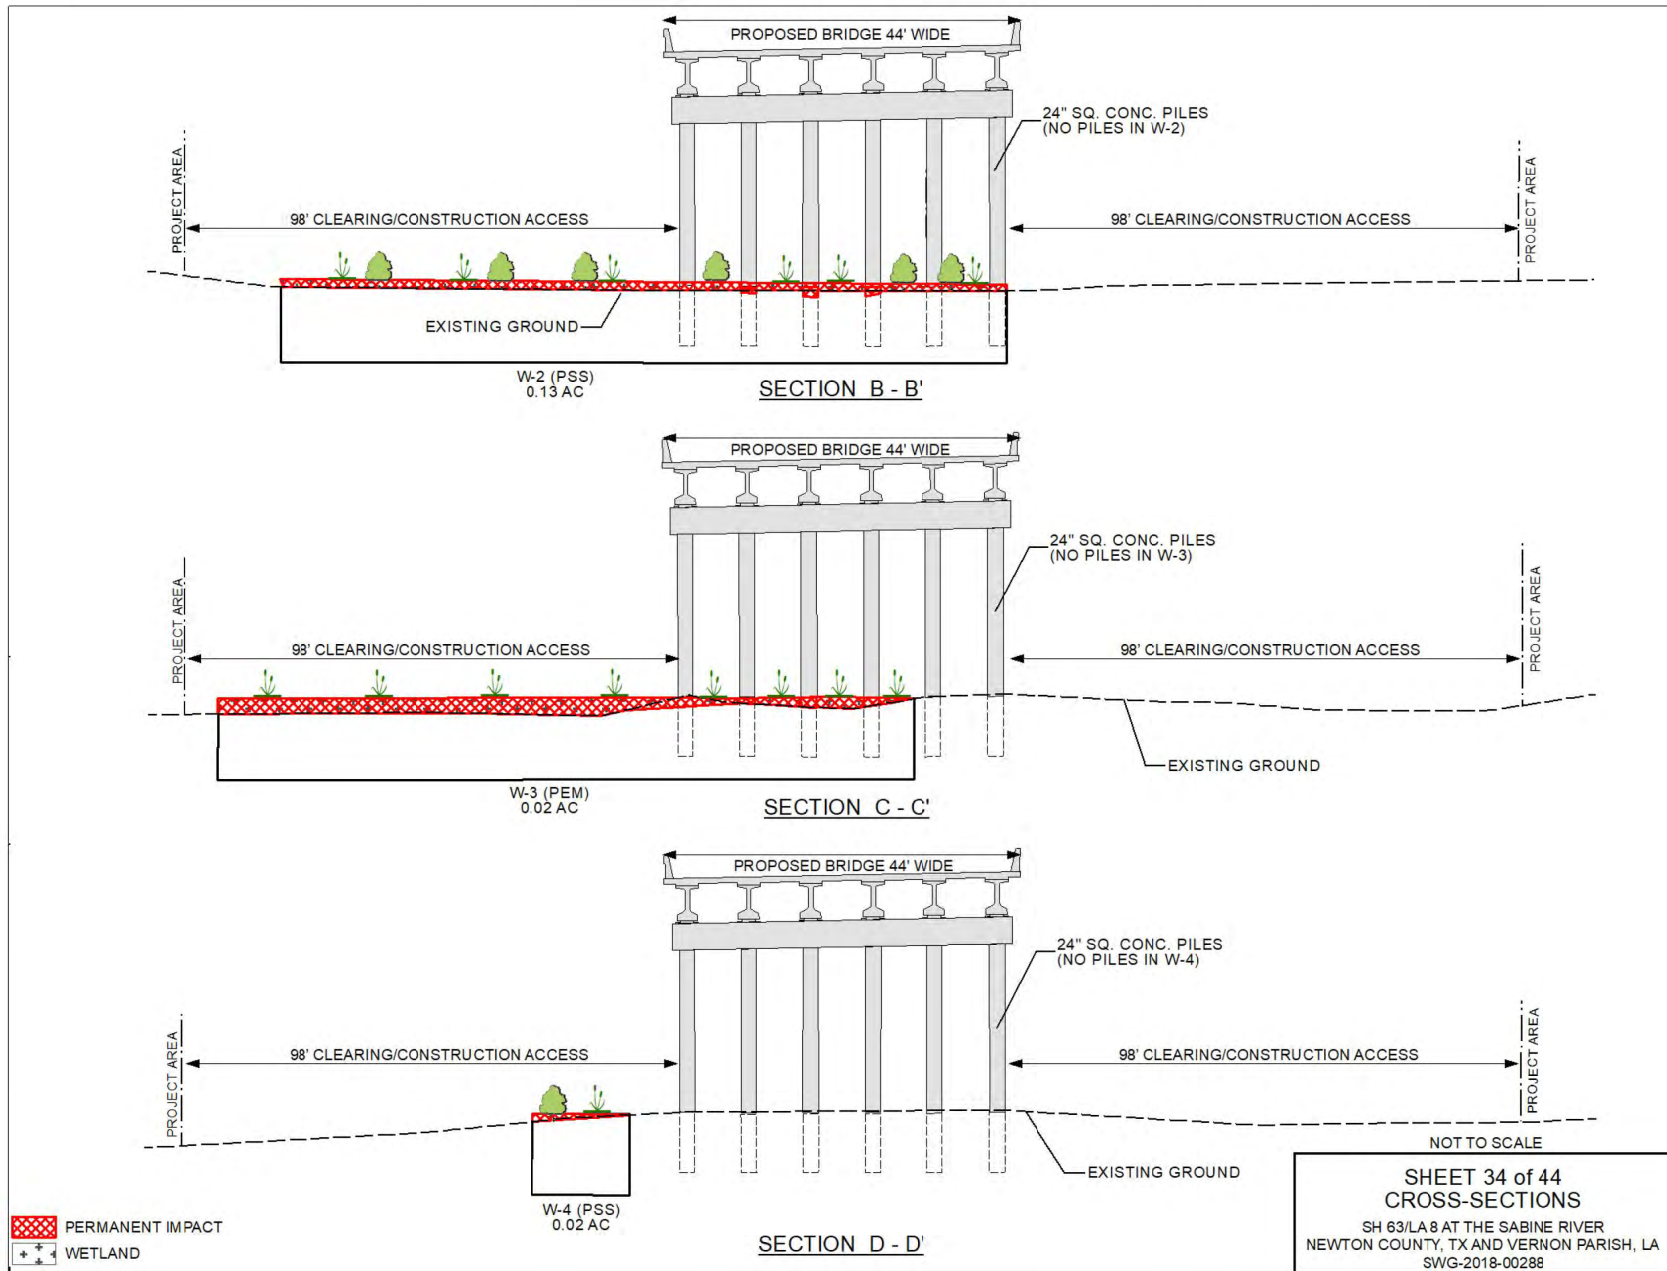 PROPOSED BRIDGE 44' WIDE
24" SQ. CONC. PILES
(NO PILES IN W-2)
PROJECT AREA
98' CLEARING/CONSTRUCTION ACCESS
98' CLEARING/CONSTRUCTION ACCESS
PROJECT AREA
EXISTING GROUND
W-2 (PSS)
0.13 AC
SECTION B - B'
PROPOSED BRIDGE 44' WIDE
24" SQ. CONC. PILES
(NO PILES IN W-3)
PROJECT AREA
98' CLEARING/CONSTRUCTION ACCESS
98' CLEARING/CONSTRUCTION ACCESS
PROJECT AREA
EXISTING GROUND
W-3 (PEM)
0.02 AC
SECTION C - C'
PROPOSED BRIDGE 44' WIDE
24" SQ. CONC. PILES
(NO PILES IN W-4)
PROJECT AREA
98' CLEARING/CONSTRUCTION ACCESS
98' CLEARING/CONSTRUCTION ACCESS
PROJECT AREA
EXISTING GROUND
W-4 (PSS)
0.02 AC
SECTION D - D'
PERMANENT IMPACT
WETLAND
NOT TO SCALE
SHEET 34 of 44
CROSS-SECTIONS
SH 63/LA 8 AT THE SABINE RIVER
NEWTON COUNTY, TX AND VERNON PARISH, LA
SWG-2018-00288